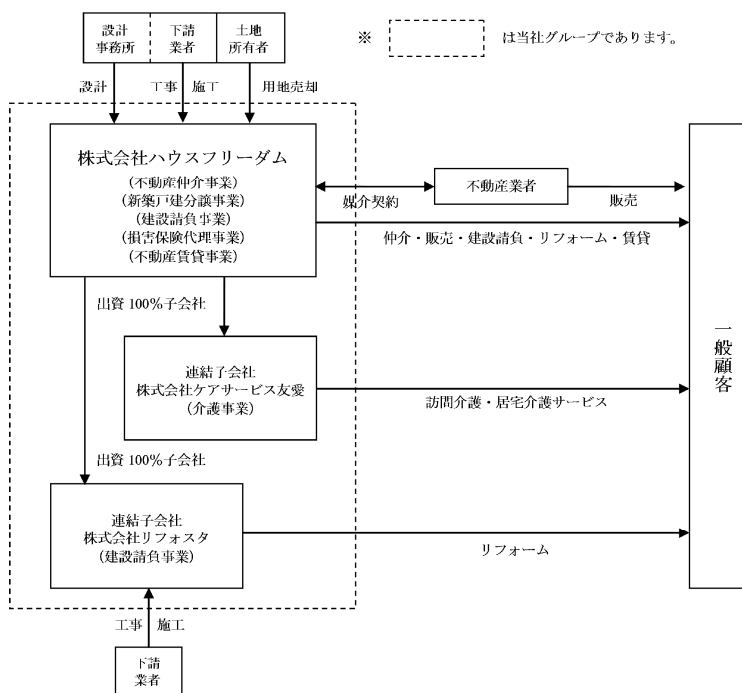 設計
事務所
下請
業者
土地
所有者
※ は当社グループであります。
設計
工事 施工
用地売却
株式会社ハウスフリーダム
(不動産仲介事業)
(新築戸建分譲事業)
(建設請負事業)
(損害保険代理事業)
(不動産賃貸事業)
媒介契約
不動産業者
販売
仲介・販売・建設請負・リフォーム・賃貸
出資 100%子会社
連結子会社
株式会社ケアサービス友愛
(介護事業)
訪問介護・居宅介護サービス
一般顧客
出資 100%子会社
連結子会社
株式会社リフォスタ
(建設請負事業)
リフォーム
工事 施工
下請
業者